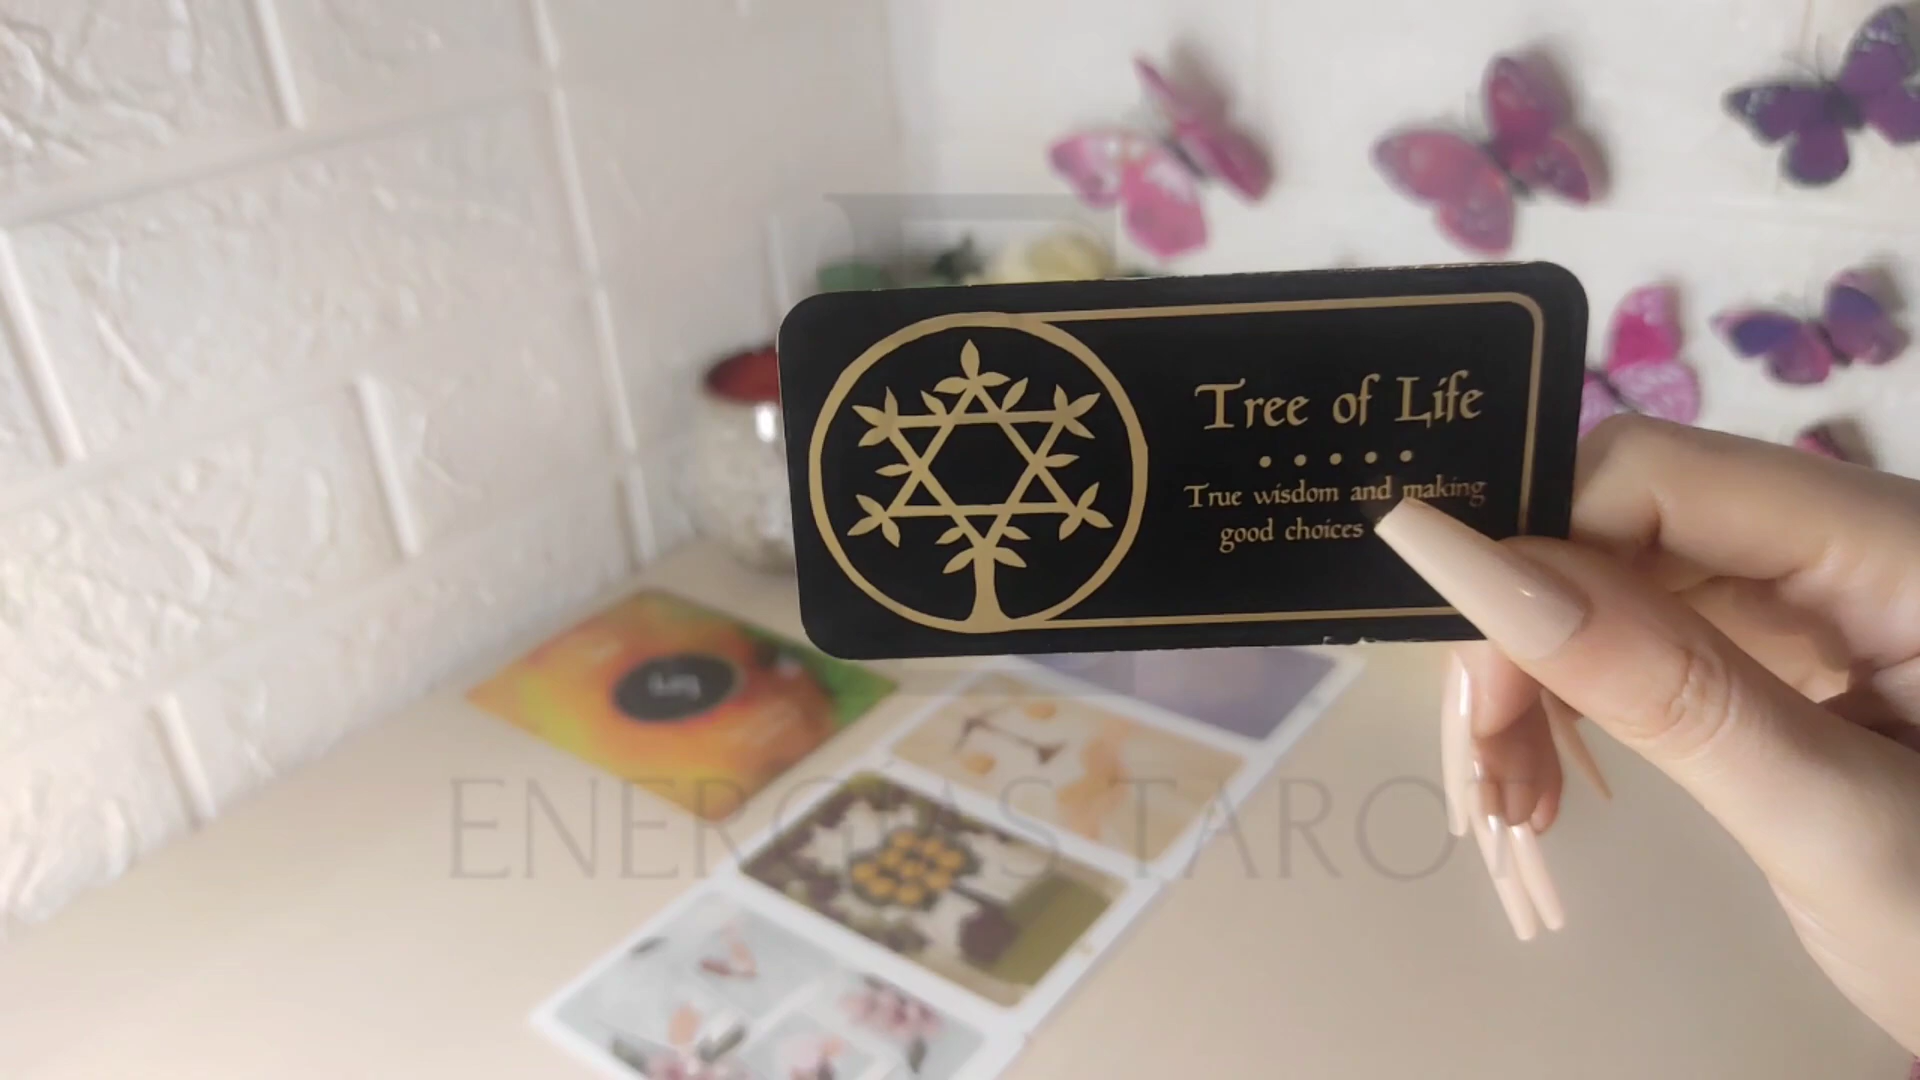 Tree of Life
True wisdom and making
good choices
ENERGIAS TAROT